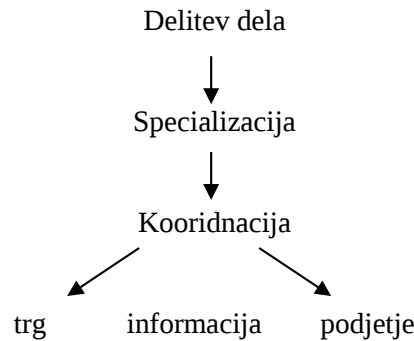 Delitev dela
Specializacija
Kooridnacija
trg informacija podjetje